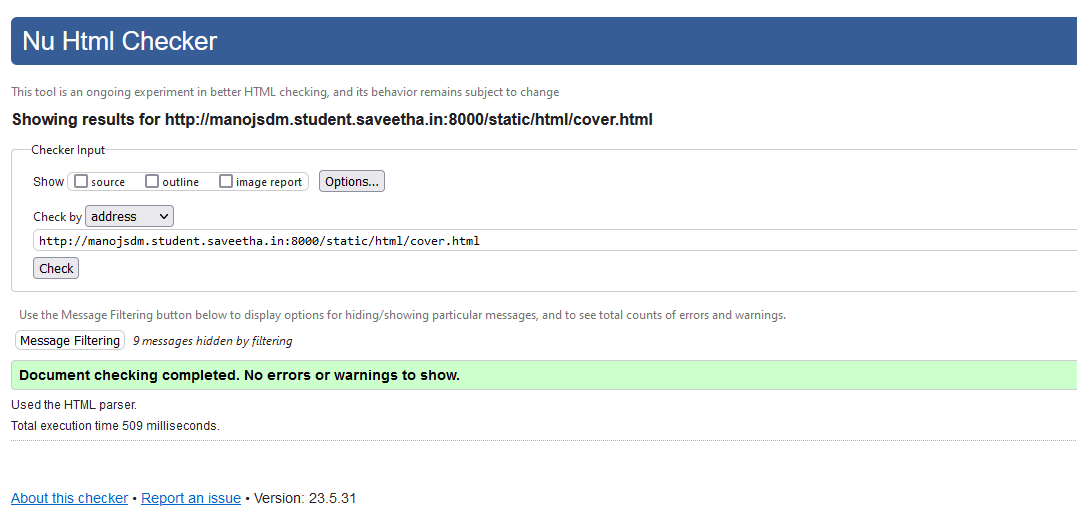 Nu Html Checker
This tool is an ongoing experiment in better HTML checking, and its behavior remains subject to change
Showing results for http://manojsdm.student.saveetha.in:8000/static/html/cover.html
Checker Input
Show source outline image report Options...
Check by address
http://manojsdm.student.saveetha.in:8000/static/html/cover.html
Check
Use the Message Filtering button below to display options for hiding/showing particular messages, and to see total counts of errors and warnings.
Message Filtering 9 messages hidden by filtering
Document checking completed. No errors or warnings to show.
Used the HTML parser.
Total execution time 509 milliseconds.
About this checker • Report an issue • Version: 23.5.31